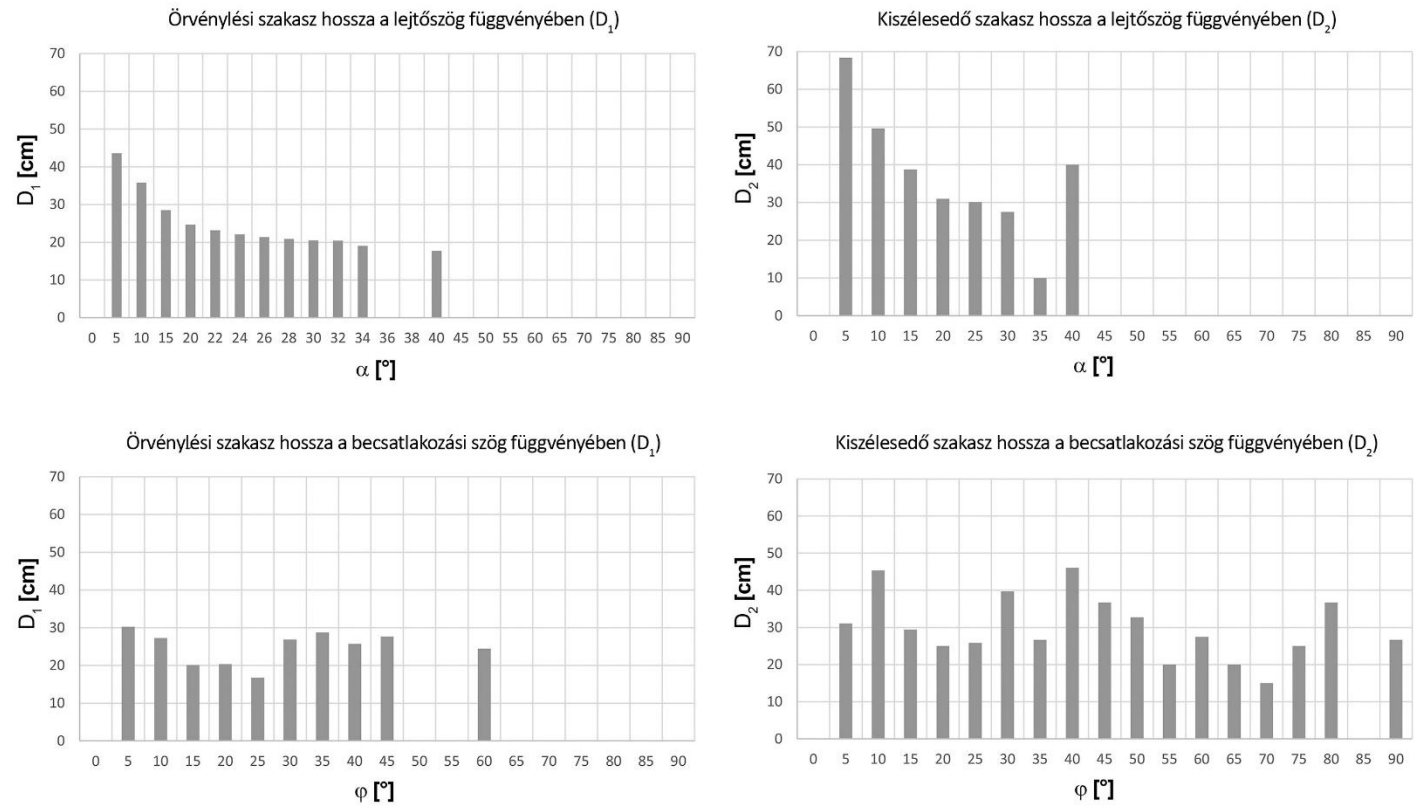 Örvénylési szakasz hossza a lejtőszög függvényében (D₁)
70
60
50
40
30
20
10
0
D₁ [cm]
0 5 10 15 20 22 24 26 28 30 32 34 36 38 40 45 50 55 60 65 70 75 80 85 90
α [°]
Kiszélesedő szakasz hossza a lejtőszög függvényében (D₂)
70
60
50
40
30
20
10
0
D₂ [cm]
0 5 10 15 20 25 30 35 40 45 50 55 60 65 70 75 80 85 90
α [°]
Örvénylési szakasz hossza a becsatlakozási szög függvényében (D₁)
70
60
50
40
30
20
10
0
D₁ [cm]
0 5 10 15 20 25 30 35 40 45 50 55 60 65 70 75 80 85 90
φ [°]
Kiszélesedő szakasz hossza a becsatlakozási szög függvényében (D₂)
70
60
50
40
30
20
10
0
D₂ [cm]
0 5 10 15 20 25 30 35 40 45 50 55 60 65 70 75 80 85 90
φ [°]